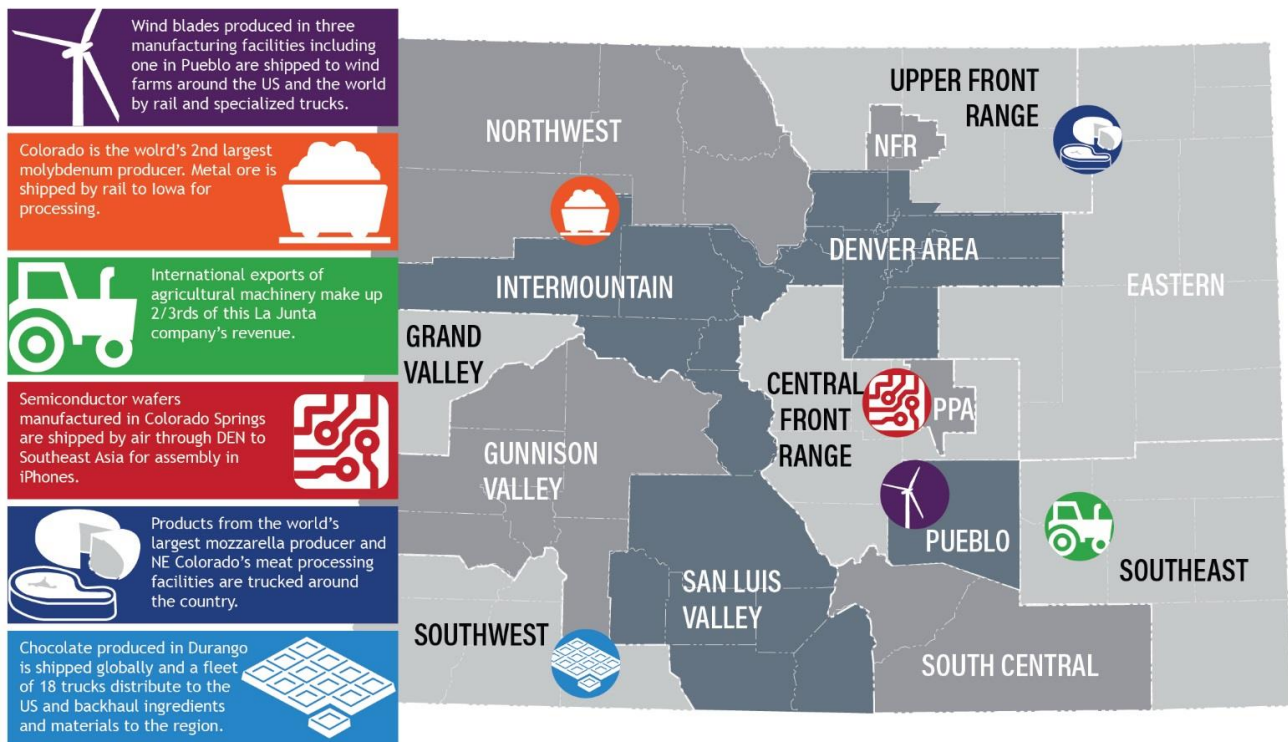 Wind blades produced in three
manufacturing facilities including
one in Pueblo are shipped to wind
farms around the US and the world
by rail and specialized trucks.
Colorado is the wolrd's 2nd largest
molybdenum producer. Metal ore is
shipped by rail to Iowa for
processing.
International exports of
agricultural machinery make up
2/3rds of this La Junta
company's revenue.
Semiconductor wafers
manufactured in Colorado Springs
are shipped by air through DEN to
Southeast Asia for assembly in
iPhones.
Products from the world's
largest mozzarella producer and
NE Colorado's meat processing
facilities are trucked around
the country.
Chocolate produced in Durango
is shipped globally and a fleet
of 18 trucks distribute to the
US and backhaul ingredients
and materials to the region.
UPPER FRONT
RANGE
NORTHWEST
NFR
DENVER AREA
INTERMOUNTAIN
EASTERN
GRAND
VALLEY
CENTRAL
FRONT
RANGE
PPA
GUNNISON
VALLEY
PUEBLO
SOUTHEAST
SAN LUIS
VALLEY
SOUTHWEST
SOUTH CENTRAL